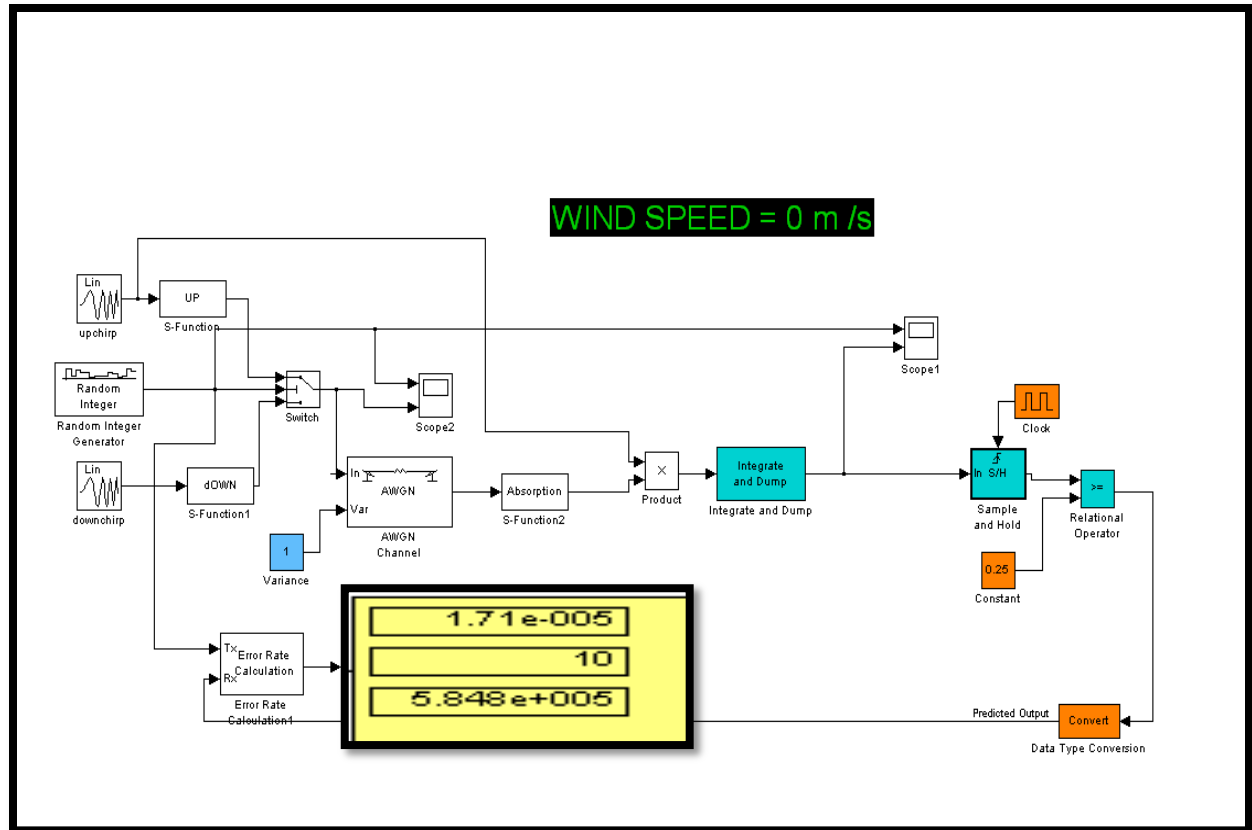 WIND SPEED = 0 m /s
Lin
upchirp
UP
S-Function
Random
Integer
Random Integer
Generator
Switch
Scope2
Scope1
Clock
Lin
downchirp
dOWN
S-Function1
In
AWGN
Var
AWGN
Channel
Absorption
S-Function2
X
Product
Integrate
and Dump
Integrate and Dump
In S/H
Sample
and Hold
>=
Relational
Operator
1
Variance
0.25
Constant
Tx
Error Rate
Calculation
Rx
Error Rate
Calculation1
1.71e-005
10
5.848e+005
Predicted Output
Convert
Data Type Conversion